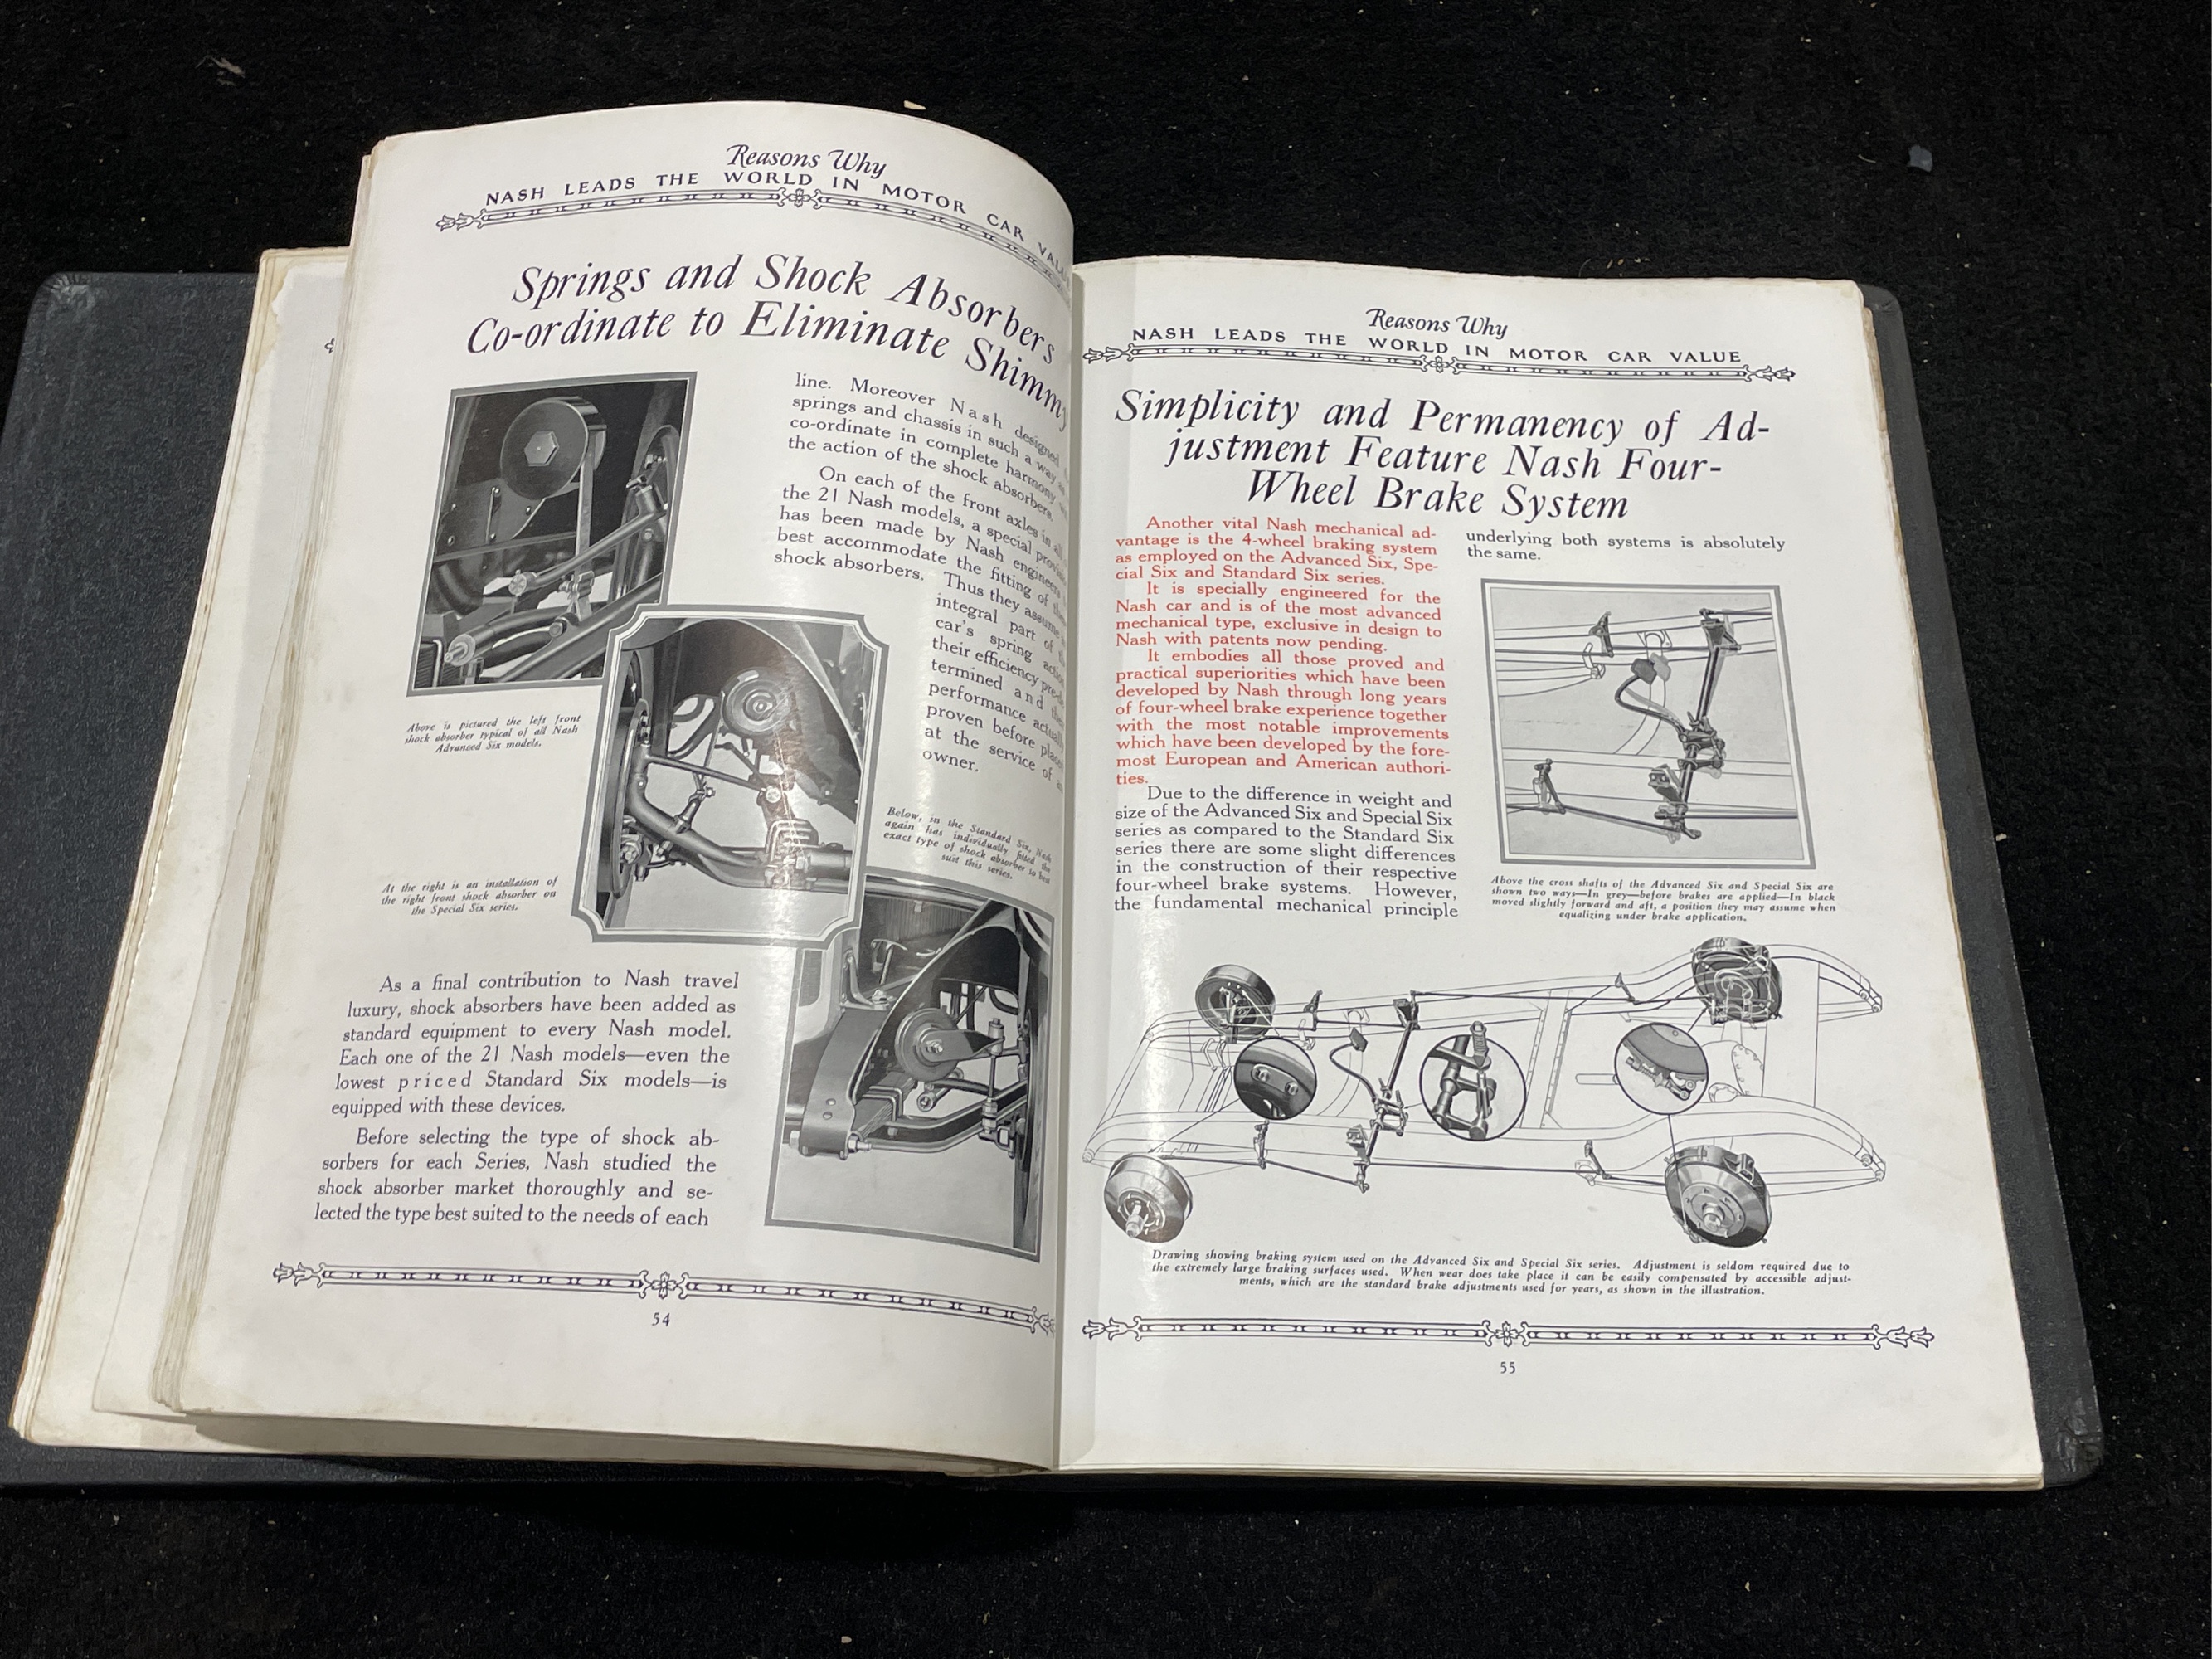 Reasons Why
NASH LEADS THE WORLD IN MOTOR CAR
Springs and Shock Absorbers
Co-ordinate to Eliminate Shimmy
Above is pictured the left front
shock absorber typical of all Nash
Advanced Six models.
At the right is an installation of
the right front shock absorber on
the Special Six series.
As a final contribution to Nash travel
luxury, shock absorbers have been added as
standard equipment to every Nash model.
Each one of the 21 Nash models—even the
lowest priced Standard Six models—is
equipped with these devices.
Before selecting the type of shock ab-
sorbers for each Series, Nash studied the
shock absorber market thoroughly and se-
lected the type best suited to the needs of each
line. Moreover Nash designed
springs and chassis in such a way
co-ordinate in complete harmony
the action of the shock absorbers.
On each of the front axles in all
the 21 Nash models, a special
has been made by Nash engineers
best accommodate the fitting of
shock absorbers. Thus they assume
integral part of
car's spring action
their efficiency
termined and
performance actually
proven before
at the service of
owner.
Below, in the Standard Six, Nash
again has individually fitted the
exact type of shock absorber to best
suit this series.
54
Reasons Why
NASH LEADS THE WORLD IN MOTOR CAR VALUE
Simplicity and Permanency of Ad-
justment Feature Nash Four-
Wheel Brake System
Another vital Nash mechanical ad-
vantage is the 4-wheel braking system
as employed on the Advanced Six, Spe-
cial Six and Standard Six series.
It is specially engineered for the
Nash car and is of the most advanced
mechanical type, exclusive in design to
Nash with patents now pending.
It embodies all those proved and
practical superiorities which have been
developed by Nash through long years
of four-wheel brake experience together
with the most notable improvements
which have been developed by the fore-
most European and American authori-
ties.
Due to the difference in weight and
size of the Advanced Six and Special Six
series as compared to the Standard Six
series there are some slight differences
in the construction of their respective
four-wheel brake systems. However,
the fundamental mechanical principle
underlying both systems is absolutely
the same.
Above the cross shafts of the Advanced Six and Special Six are
shown two ways—In grey—before brakes are applied—In black
moved slightly forward and aft, a position they may assume when
equalizing under brake application.
Drawing showing braking system used on the Advanced Six and Special Six series. Adjustment is seldom required due to
the extremely large braking surfaces used. When wear does take place it can be easily compensated by accessible adjust-
ments, which are the standard brake adjustments used for years, as shown in the illustration.
55